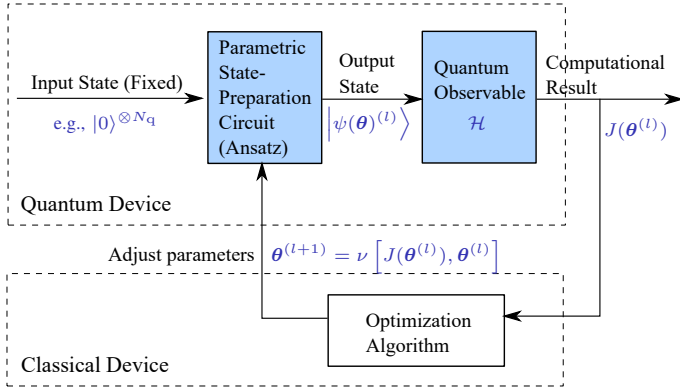 Input State (Fixed)
e.g., |0⟩^{⊗N_q}
Parametric
State-
Preparation
Circuit
(Ansatz)
Output
State
|ψ(θ)^{(l)}⟩
Quantum
Observable
ℋ
Computational
Result
J(θ^{(l)})
Quantum Device
Adjust parameters
θ^{(l+1)} = ν [J(θ^{(l)}), θ^{(l)}]
Optimization
Algorithm
Classical Device